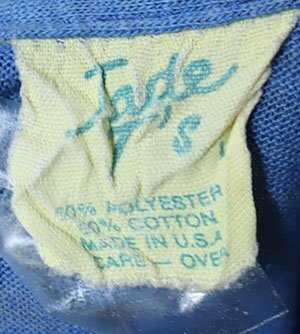 Jade
's
50% POLYESTER
50% COTTON
MADE IN U.S.A
CARE — OVER